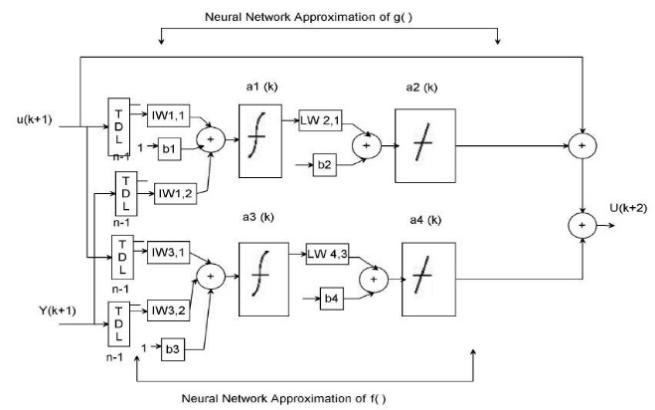 Neural Network Approximation of g( )
a1 (k)
a2 (k)
u(k+1)
T
D
L
n-1
IW1,1
1
b1
+
LW 2,1
b2
+
+
T
D
L
n-1
IW1,2
a3 (k)
a4 (k)
U(k+2)
+
T
D
L
n-1
IW3,1
+
LW 4,3
b4
+
Y(k+1)
T
D
L
n-1
IW3,2
1
b3
Neural Network Approximation of f( )